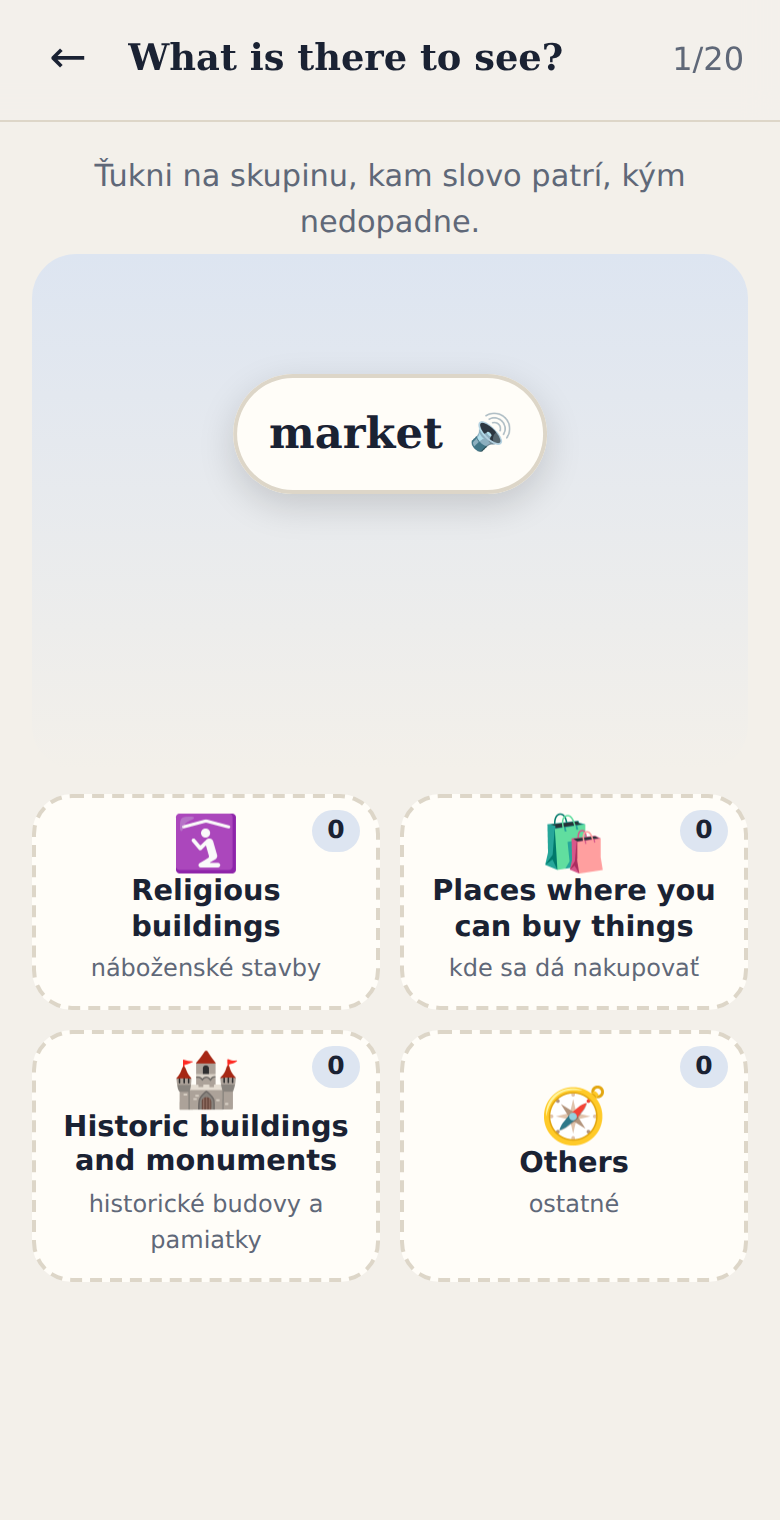 ← What is there to see? 1/20
Ťukni na skupinu, kam slovo patrí, kým
nedopadne.
market
0
Religious
buildings
náboženské stavby
0
Places where you
can buy things
kde sa dá nakupovať
0
Historic buildings
and monuments
historické budovy a
pamiatky
0
Others
ostatné